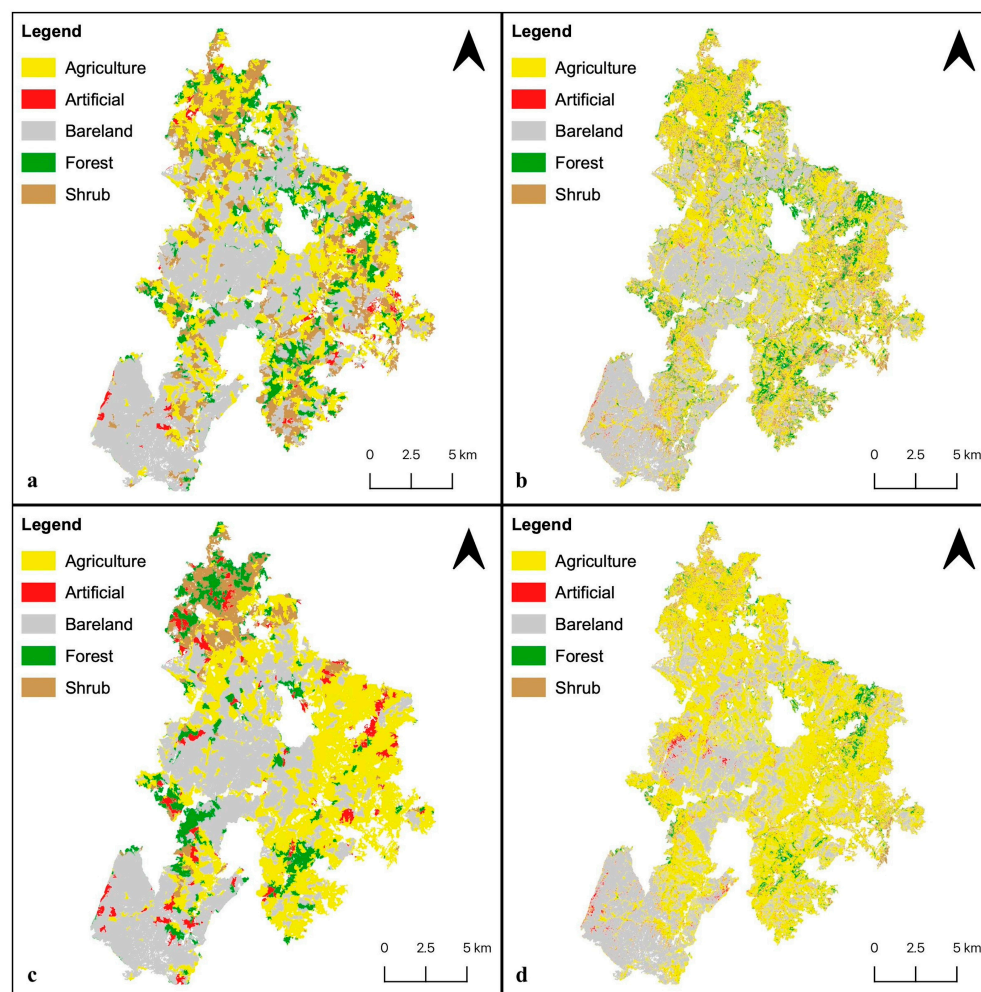 Legend
Agriculture
Artificial
Bareland
Forest
Shrub
0 2.5 5 km
a
Legend
Agriculture
Artificial
Bareland
Forest
Shrub
0 2.5 5 km
b
Legend
Agriculture
Artificial
Bareland
Forest
Shrub
0 2.5 5 km
c
Legend
Agriculture
Artificial
Bareland
Forest
Shrub
0 2.5 5 km
d